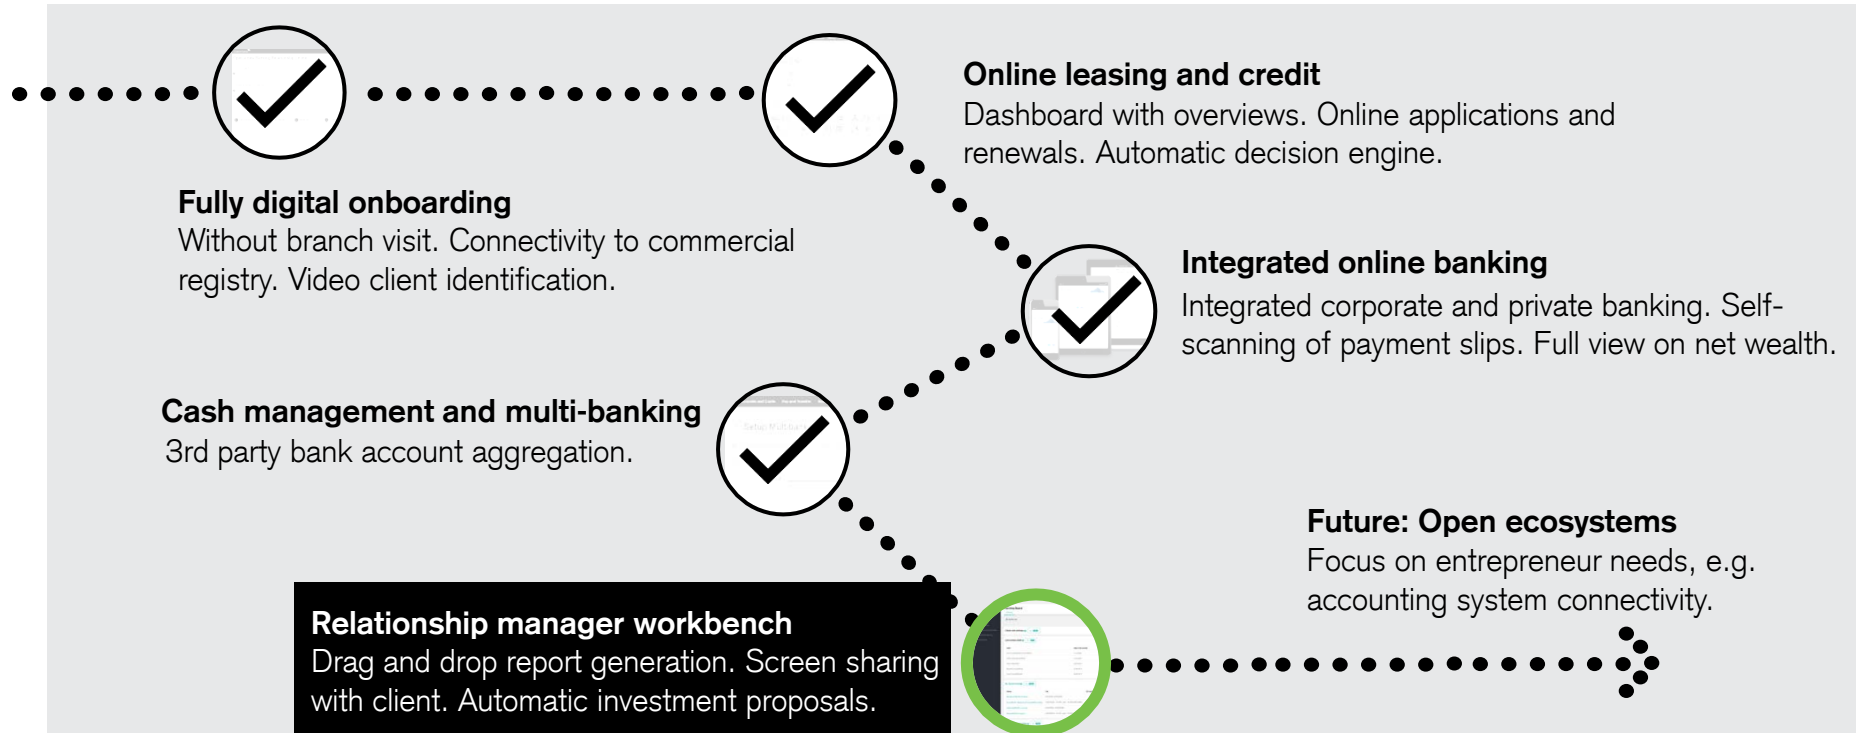 Online leasing and credit
Dashboard with overviews. Online applications and
renewals. Automatic decision engine.
Fully digital onboarding
Without branch visit. Connectivity to commercial
registry. Video client identification.
Integrated online banking
Integrated corporate and private banking. Self-
scanning of payment slips. Full view on net wealth.
Cash management and multi-banking
3rd party bank account aggregation.
Future: Open ecosystems
Focus on entrepreneur needs, e.g.
accounting system connectivity.
Relationship manager workbench
Drag and drop report generation. Screen sharing
with client. Automatic investment proposals.